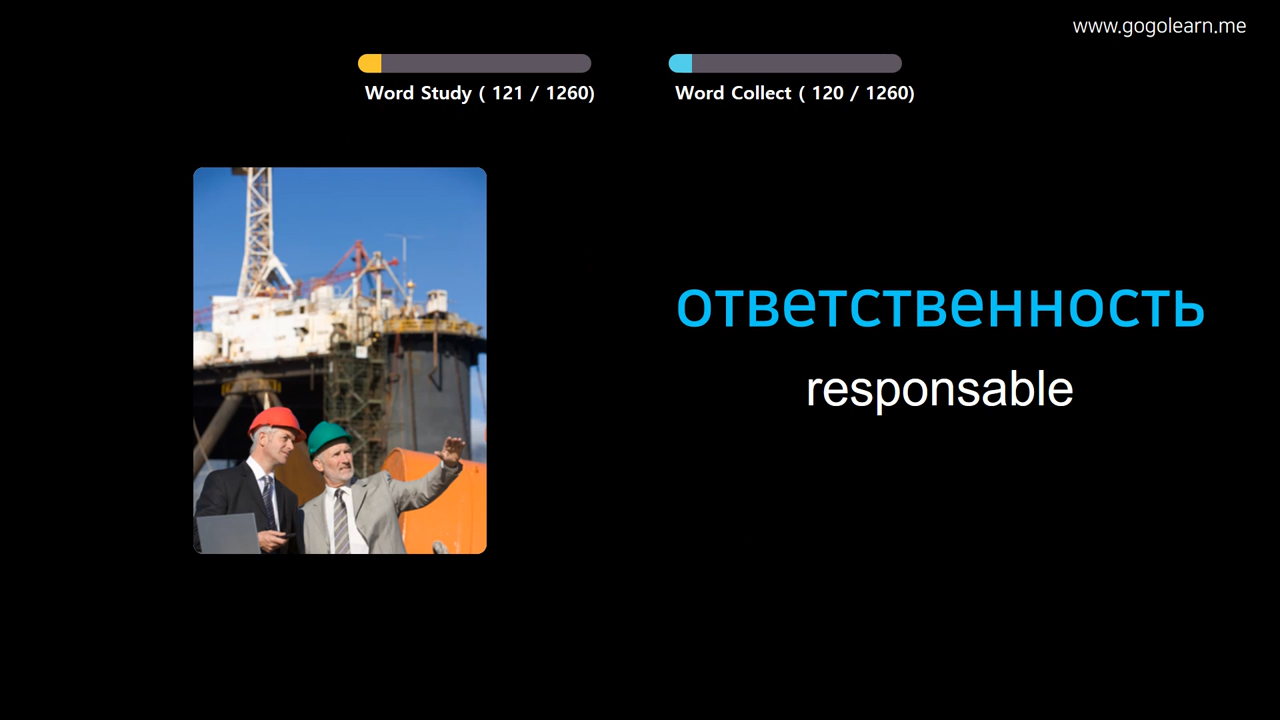 www.gogolearn.me
Word Study ( 121 / 1260)
Word Collect ( 120 / 1260)
ответственность
responsable